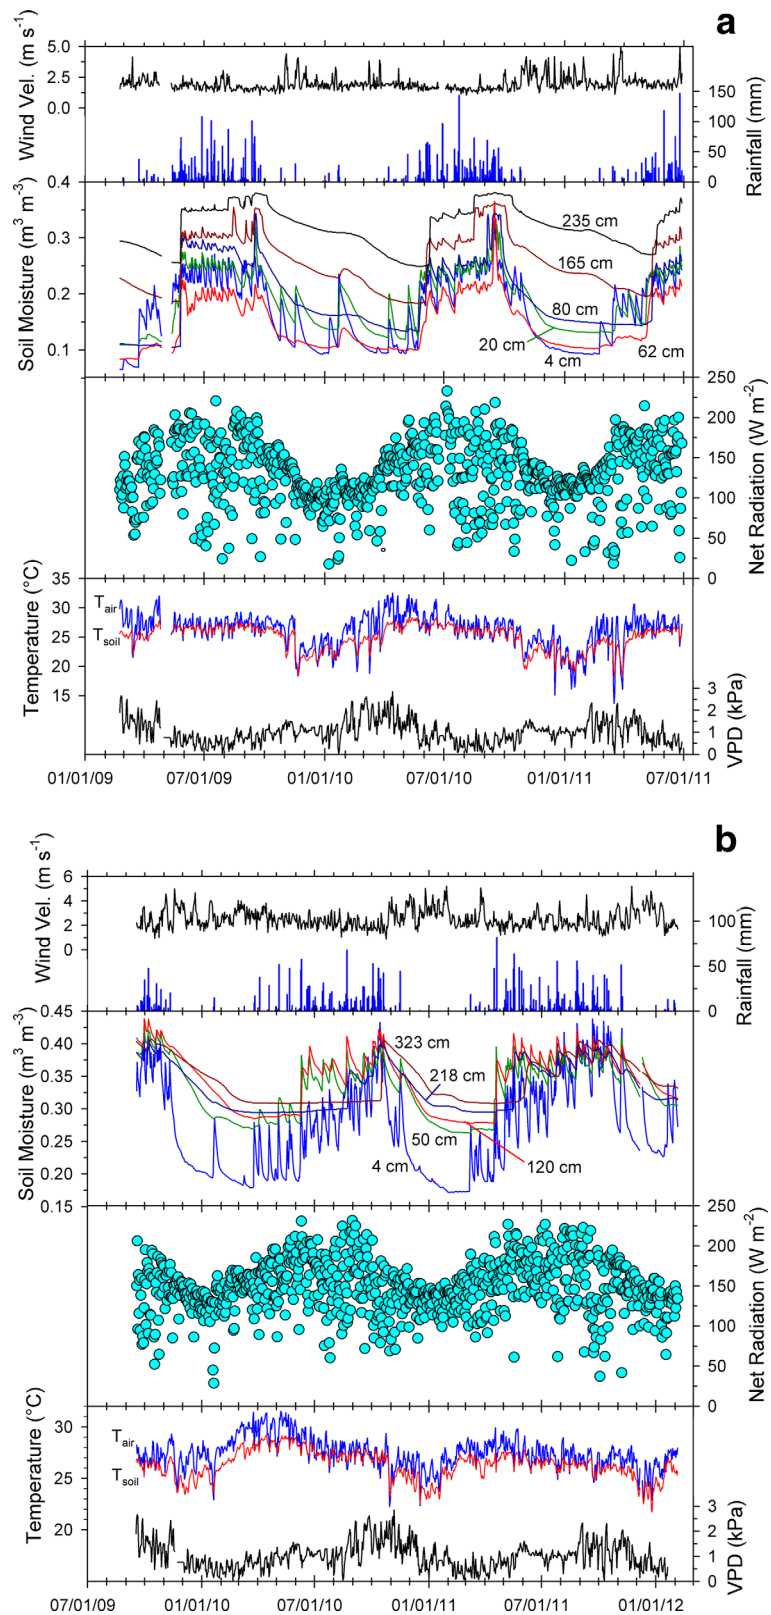 a
Wind Vel. (m s-1)
5.0
2.5
0.0
Rainfall (mm)
150
100
50
0
Soil Moisture (m3 m-3)
0.4
0.3
0.2
0.1
235 cm
165 cm
80 cm
20 cm
62 cm
4 cm
Net Radiation (W m-2)
250
200
150
100
50
0
Temperature (°C)
35
30
25
20
15
Tair
Tsoil
VPD (kPa)
3
2
1
0
01/01/09 07/01/09 01/01/10 07/01/10 01/01/11 07/01/11
b
Wind Vel. (m s-1)
6
4
2
0
Rainfall (mm)
100
50
0
Soil Moisture (m3 m-3)
0.45
0.40
0.35
0.30
0.25
0.20
0.15
323 cm
218 cm
50 cm
4 cm
120 cm
Net Radiation (W m-2)
250
200
150
100
50
0
Temperature (°C)
30
25
20
Tair
Tsoil
VPD (kPa)
3
2
1
0
07/01/09 01/01/10 07/01/10 01/01/11 07/01/11 01/01/12